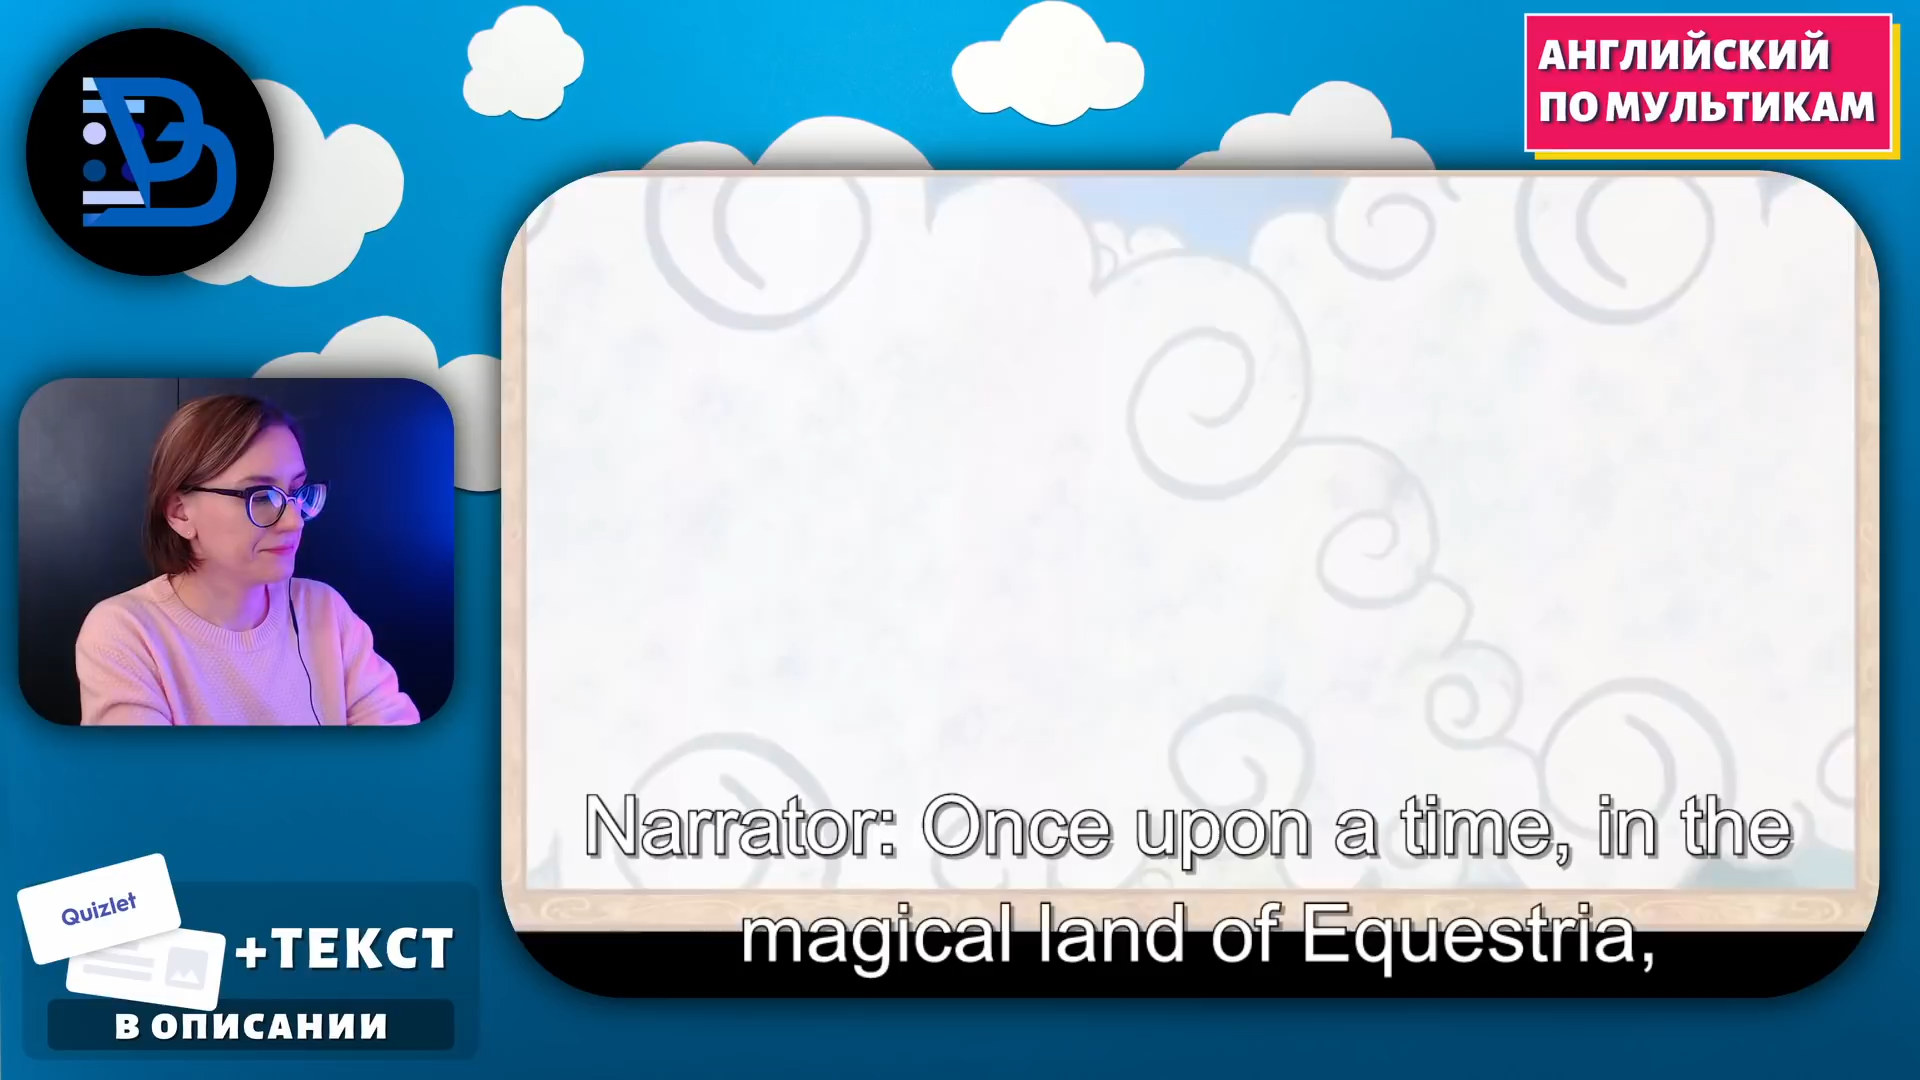 АНГЛИЙСКИЙ
ПО МУЛЬТИКАМ
Narrator: Once upon a time, in the
magical land of Equestria,
Quizlet
+ТЕКСТ
В ОПИСАНИИ